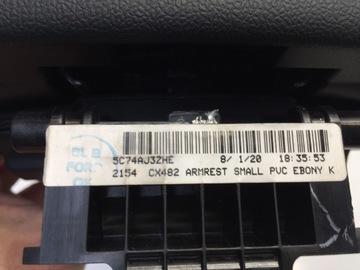 5C74AJ3ZHE 8/ 1/20 18:35:53
2154 CX482 ARMREST SMALL PVC EBONY K